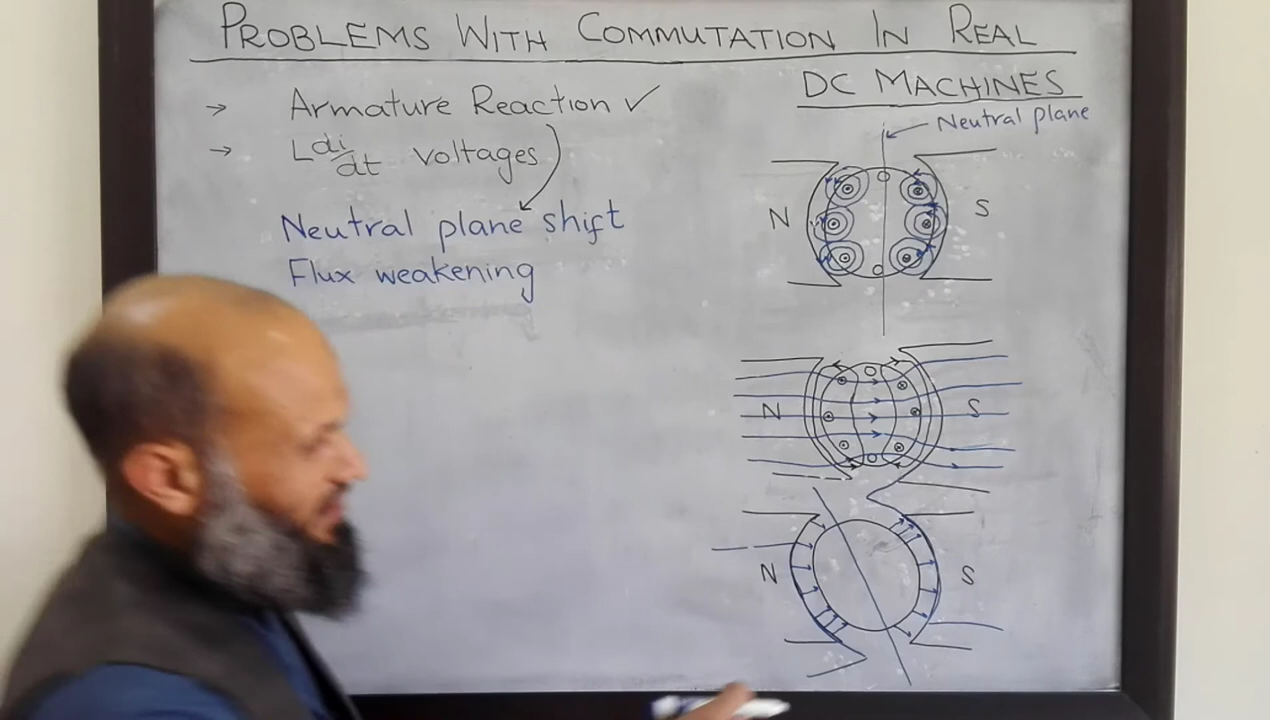 PROBLEMS WITH COMMUTATION IN REAL
DC MACHINES
→ Armature Reaction ✓
→ L di/dt voltages
Neutral plane shift
Flux weakening
Neutral plane
N S
N S
N S